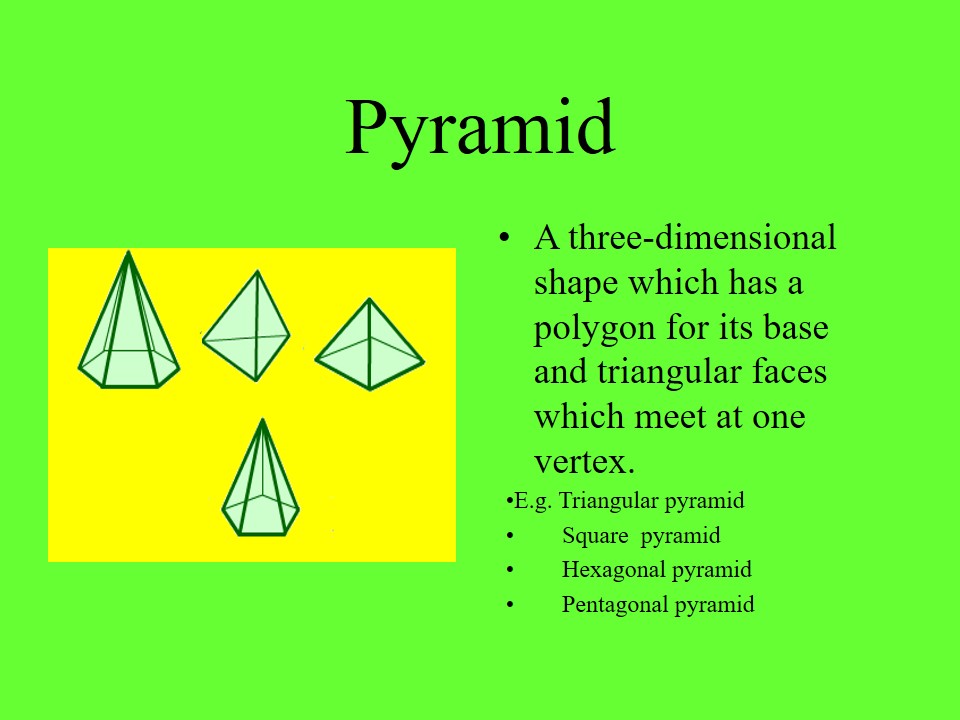 Pyramid
• A three-dimensional
shape which has a
polygon for its base
and triangular faces
which meet at one
vertex.
•E.g. Triangular pyramid
• Square  pyramid
• Hexagonal pyramid
• Pentagonal pyramid